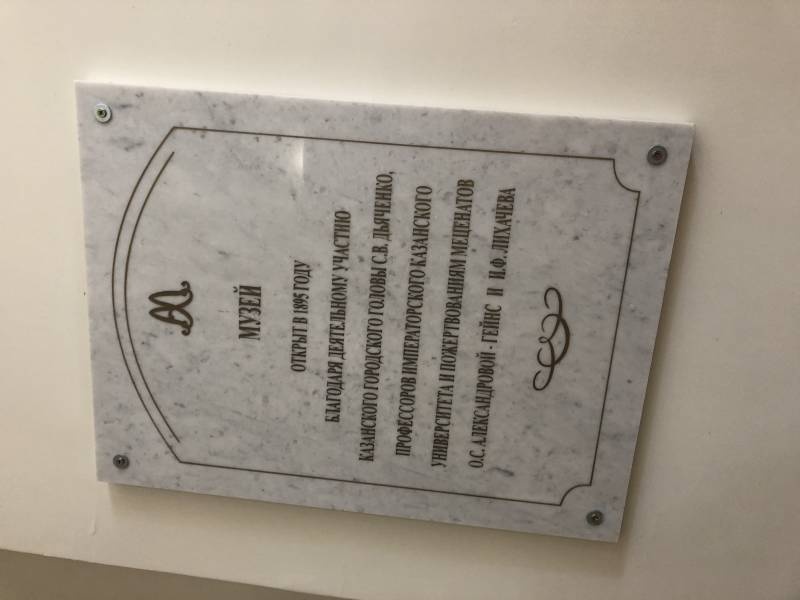 МУЗЕЙ
ОТКРЫТ В 1895 ГОДУ
БЛАГОДАРЯ ДЕЯТЕЛЬНОМУ УЧАСТИЮ
КАЗАНСКОГО ГОРОДСКОГО ГОЛОВЫ С.В. ДЬЯЧЕНКО,
ПРОФЕССОРОВ ИМПЕРАТОРСКОГО КАЗАНСКОГО
УНИВЕРСИТЕТА И ПОЖЕРТВОВАНИЯМ МЕЦЕНАТОВ
О.С. АЛЕКСАНДРОВОЙ - ГЕЙНС И И.Ф. ЛИХАЧЕВА